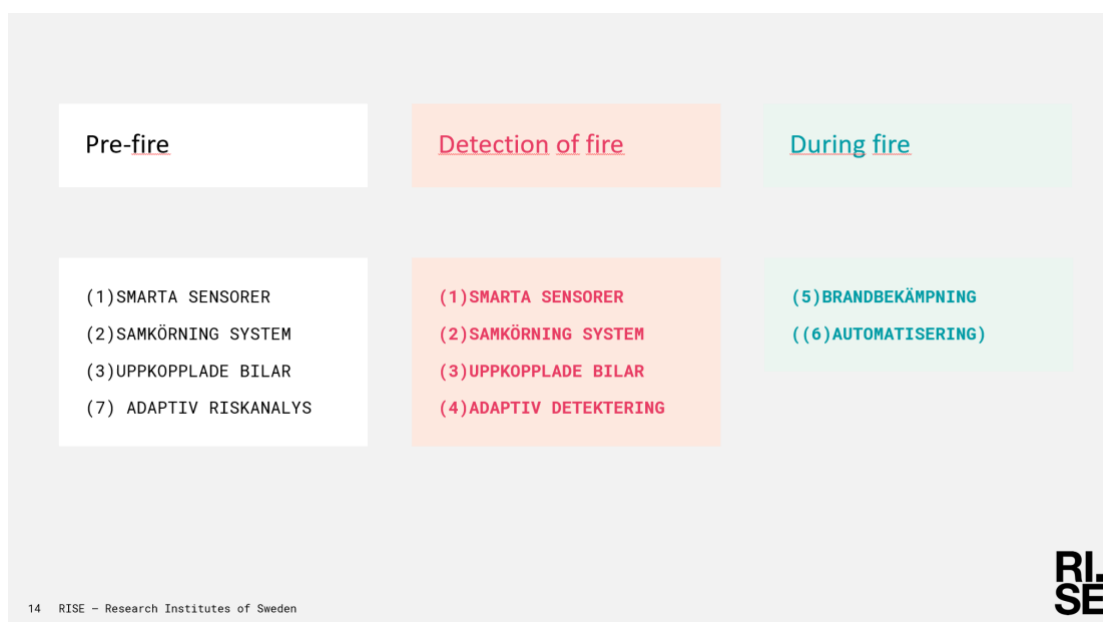 Pre-fire
Detection of fire
During fire
(1)SMARTA SENSORER
(2)SAMKÖRNING SYSTEM
(3)UPPKOPPLADE BILAR
(7) ADAPTIV RISKANALYS
(1)SMARTA SENSORER
(2)SAMKÖRNING SYSTEM
(3)UPPKOPPLADE BILAR
(4)ADAPTIV DETEKTERING
(5)BRANDBEKÄMPNING
((6)AUTOMATISERING)
14 RISE – Research Institutes of Sweden
RI.
SE